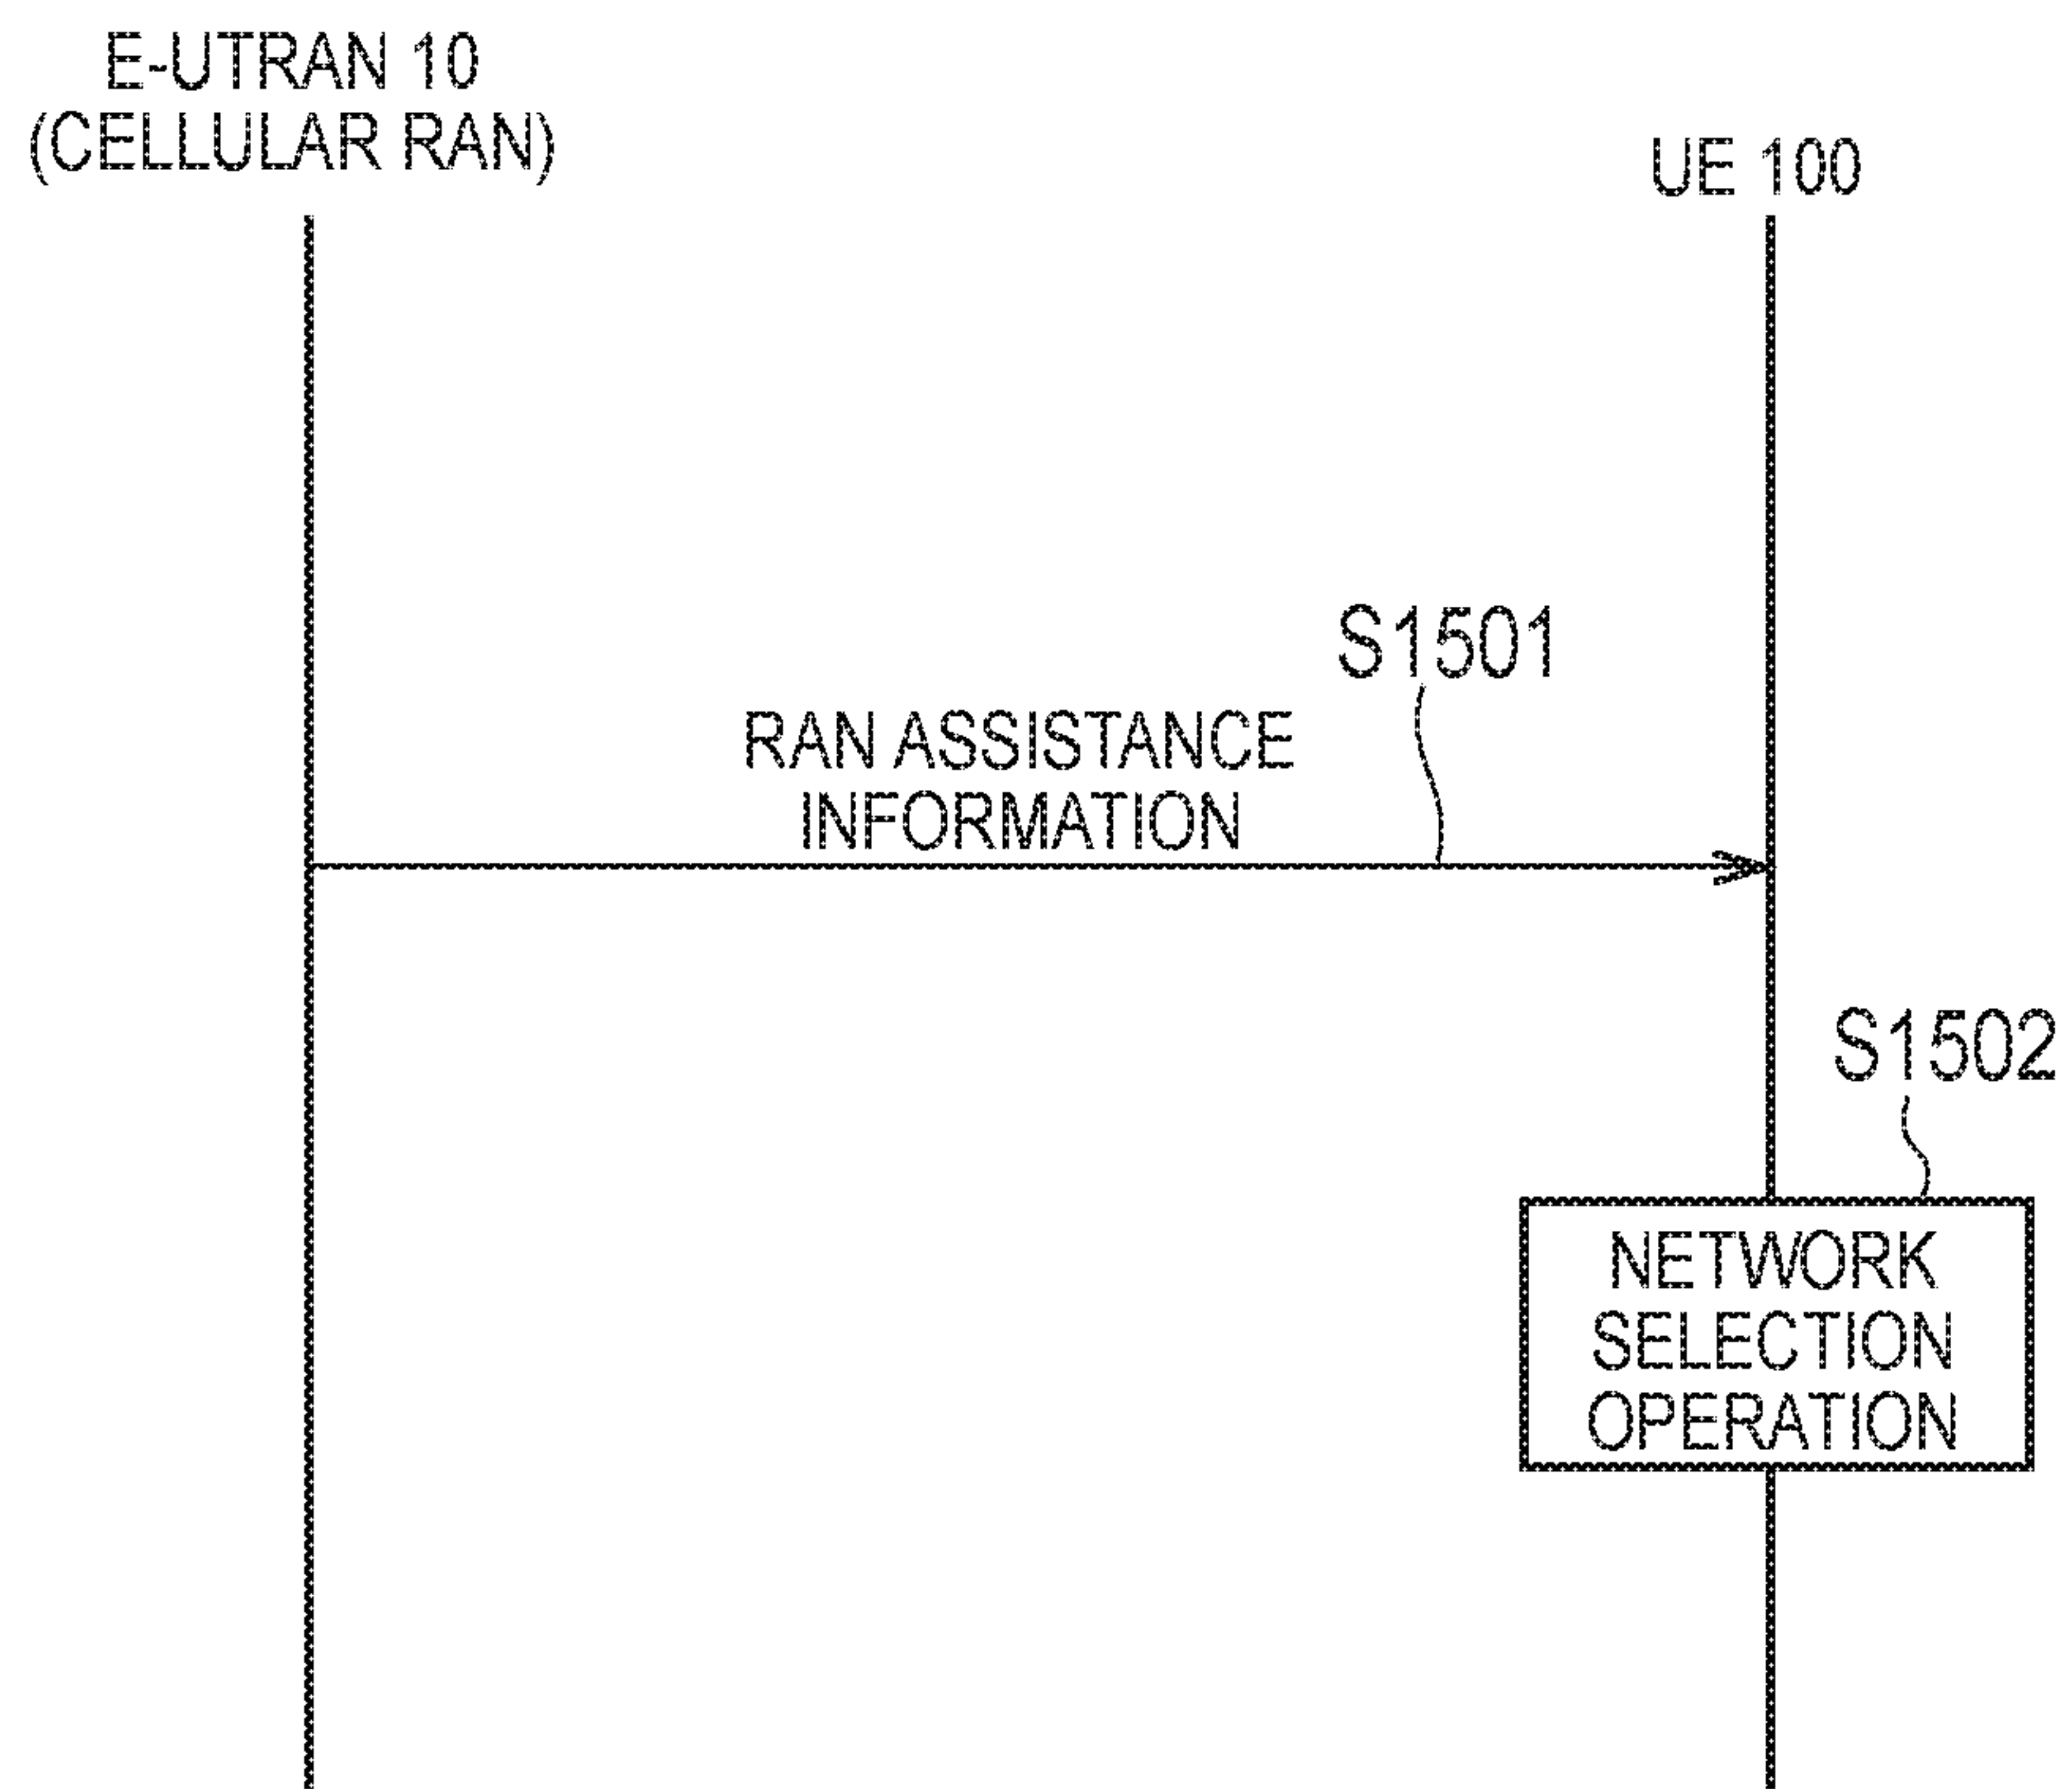 E-UTRAN 10
(CELLULAR RAN)
UE 100
S1501
RAN ASSISTANCE
INFORMATION
S1502
NETWORK
SELECTION
OPERATION